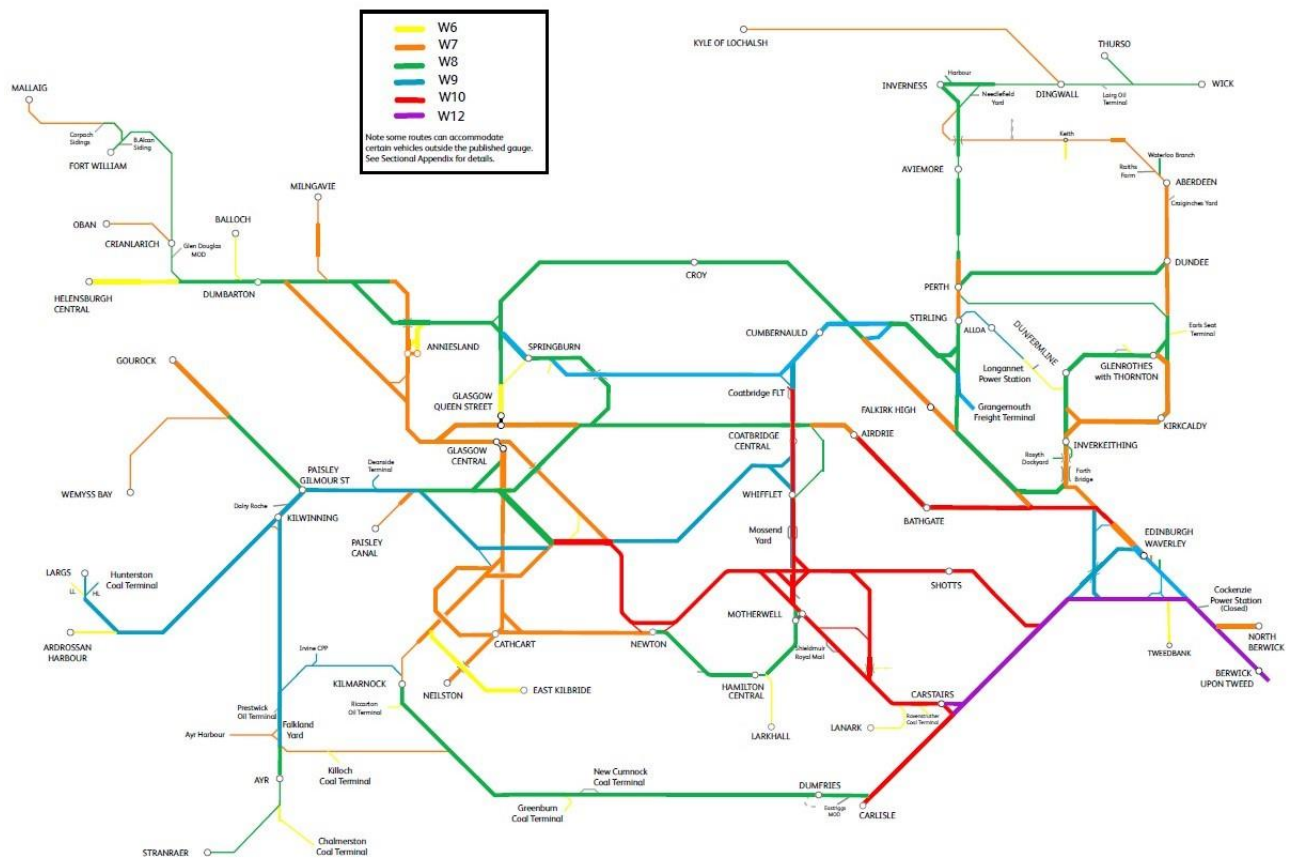 W6
W7
W8
W9
W10
W12
Note some routes can accommodate
certain vehicles outside the published gauge.
See Sectional Appendix for details.
KYLE OF LOCHALSH
THURSO
WICK
DINGWALL
Lairg Oil
Terminal
Harbour
INVERNESS
Needlefield
Yard
MALLAIG
Corpach
Sidings
B.Alcan
Siding
FORT WILLIAM
Keith
Waterloo Branch
Raiths
Farm
ABERDEEN
Craiginches Yard
AVIEMORE
MILNGAVIE
BALLOCH
OBAN
CRIANLARICH
Glen Douglas
MOD
HELENSBURGH
CENTRAL
DUMBARTON
CROY
DUNDEE
PERTH
STIRLING
ALLOA
DUNFERMLINE
Earls Seat
Terminal
Longannet
Power Station
GLENROTHES
with THORNTON
CUMBERNAULD
ANNIESLAND
SPRINGBURN
GOUROCK
GLASGOW
QUEEN STREET
Coatbridge FLT
FALKIRK HIGH
Grangemouth
Freight Terminal
KIRKCALDY
AIRDRIE
COATBRIDGE
CENTRAL
INVERKEITHING
Rosyth
Dockyard
Forth
Bridge
GLASGOW
CENTRAL
PAISLEY
GILMOUR ST
Deanside
Terminal
WEMYSS BAY
WHIFFLET
BATHGATE
Dalry Roche
KILWINNING
PAISLEY
CANAL
Mossend
Yard
EDINBURGH
WAVERLEY
LARGS
Hunterston
Coal Terminal
LL
HL
SHOTTS
Cockenzie
Power Station
(Closed)
MOTHERWELL
ARDROSSAN
HARBOUR
CATHCART
NEWTON
Shieldmuir
Royal Mail
TWEEDBANK
NORTH
BERWICK
Irvine CPP
KILMARNOCK
NEILSTON
EAST KILBRIDE
HAMILTON
CENTRAL
BERWICK
UPON TWEED
CARSTAIRS
Prestwick
Oil Terminal
Riccarton
Oil Terminal
Falkland
Yard
Ayr Harbour
LARKHALL
LANARK
Ravenstruther
Coal Terminal
Killoch
Coal Terminal
AYR
New Cumnock
Coal Terminal
DUMFRIES
Greenburn
Coal Terminal
Eastriggs
MOD
CARLISLE
Chalmerston
Coal Terminal
STRANRAER